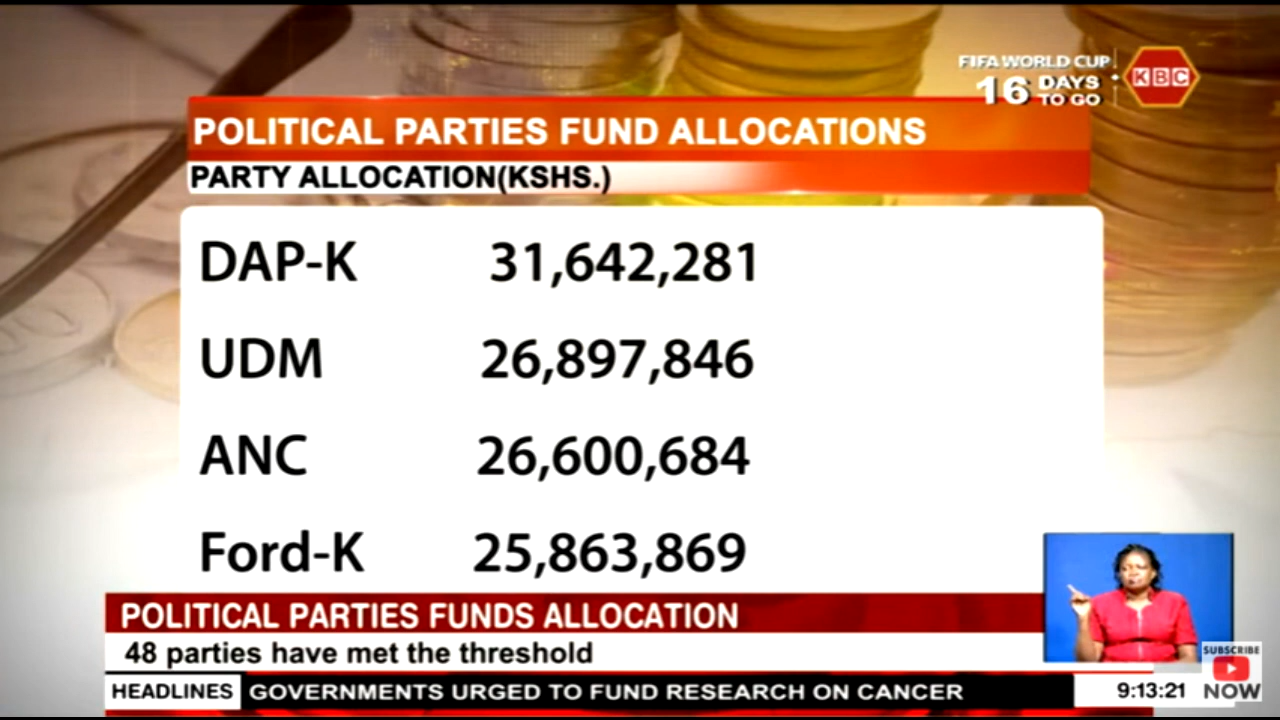 FIFA WORLD CUP
16 DAYS TO GO
KBC
POLITICAL PARTIES FUND ALLOCATIONS
PARTY ALLOCATION(KSHS.)
DAP-K 31,642,281
UDM 26,897,846
ANC 26,600,684
Ford-K 25,863,869
POLITICAL PARTIES FUNDS ALLOCATION
48 parties have met the threshold
HEADLINES GOVERNMENTS URGED TO FUND RESEARCH ON CANCER 9:13:21
SUBSCRIBE
NOW